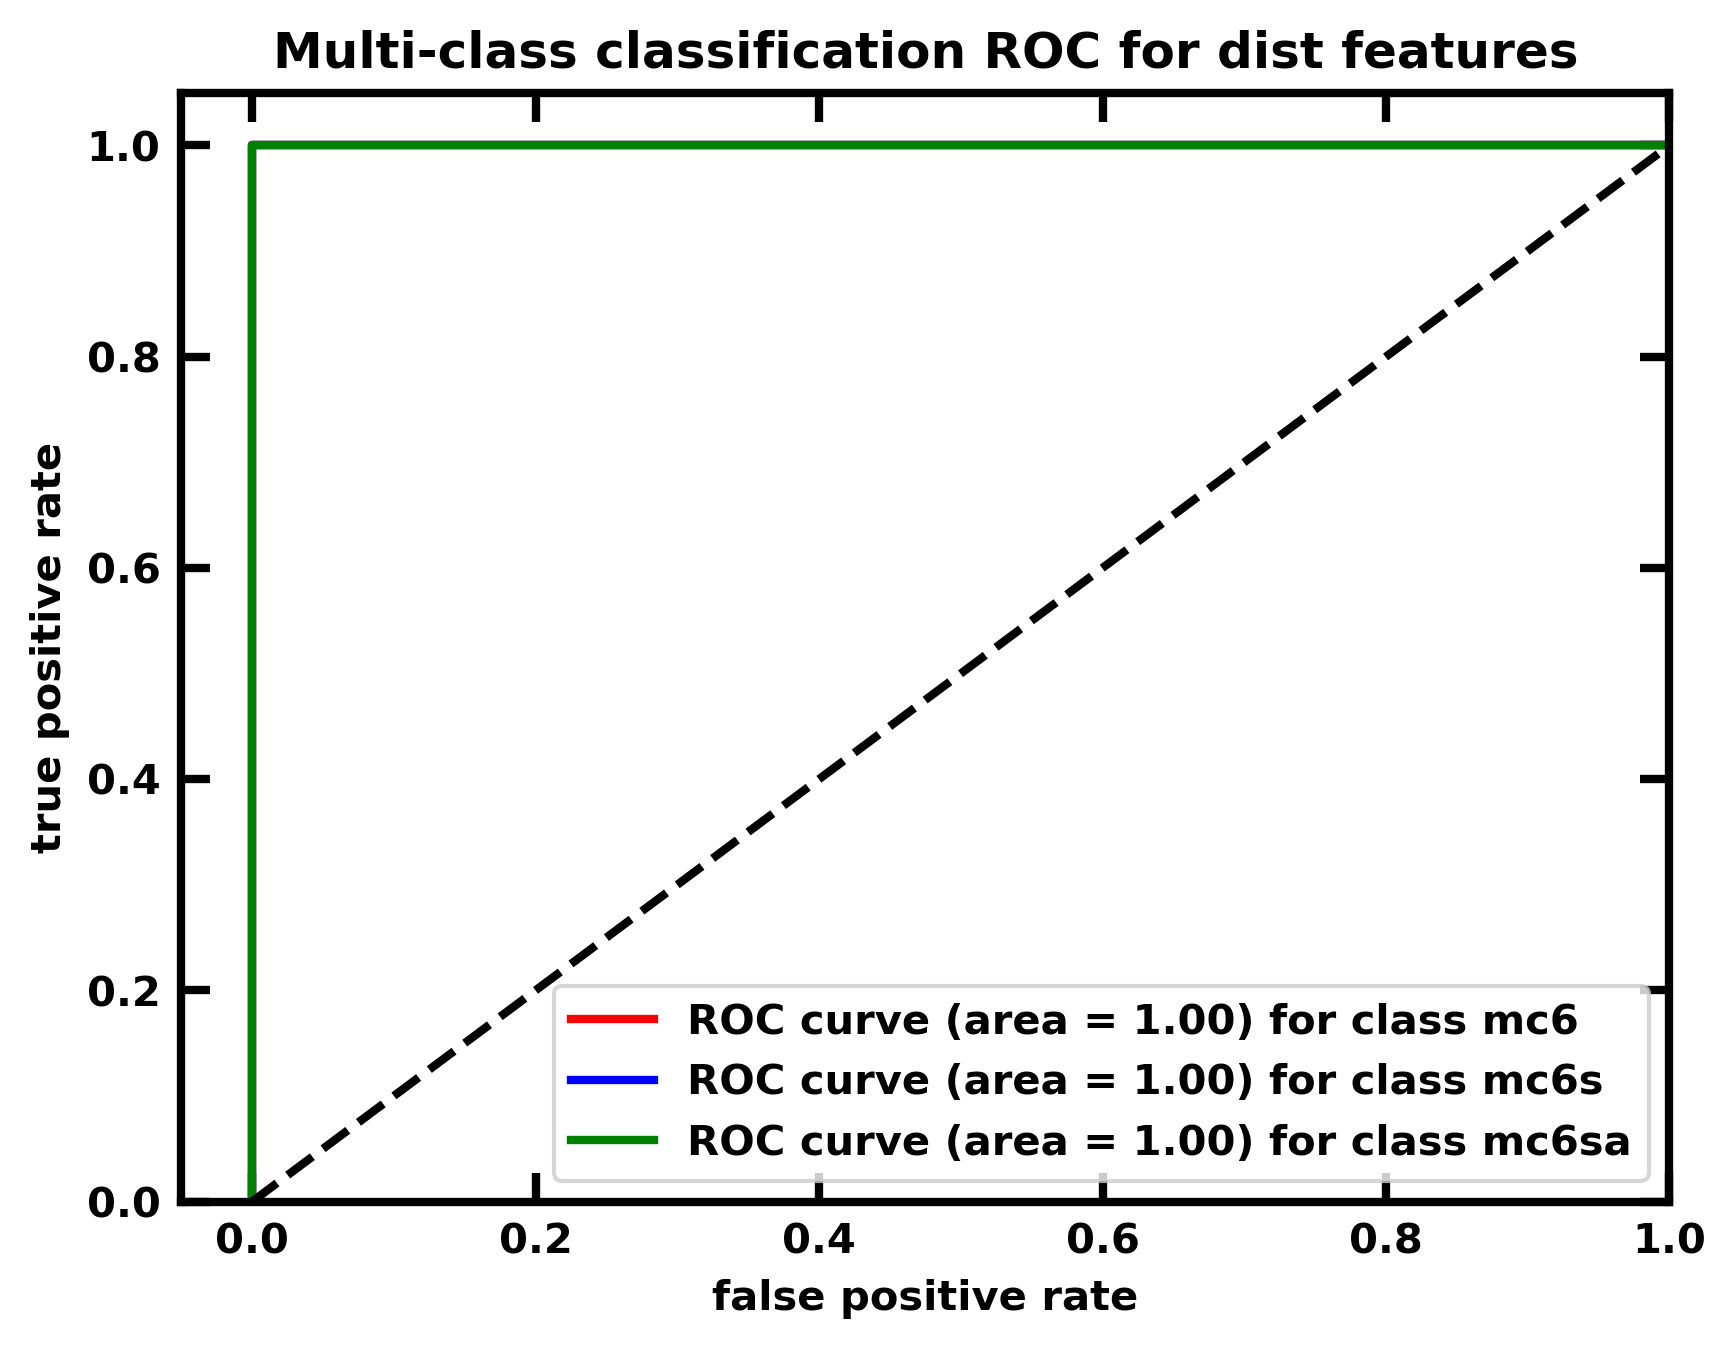 Multi-class classification ROC for dist features
1.0
0.8
0.6
0.4
0.2
0.0
true positive rate
ROC curve (area = 1.00) for class mc6
ROC curve (area = 1.00) for class mc6s
ROC curve (area = 1.00) for class mc6sa
0.0 0.2 0.4 0.6 0.8 1.0
false positive rate